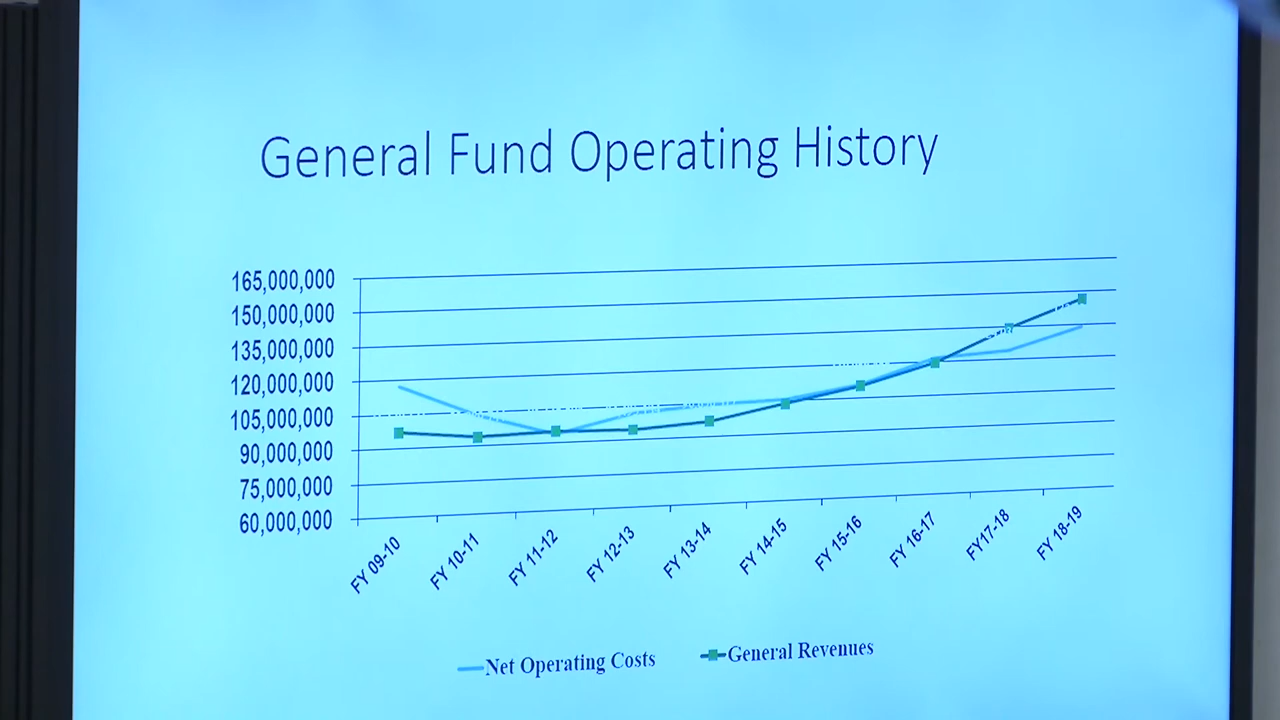 General Fund Operating History
165,000,000
150,000,000
135,000,000
120,000,000
105,000,000
90,000,000
75,000,000
60,000,000
FY 09-10
FY 10-11
FY 11-12
FY 12-13
FY 13-14
FY 14-15
FY 15-16
FY 16-17
FY17-18
FY 18-19
Net Operating Costs
General Revenues